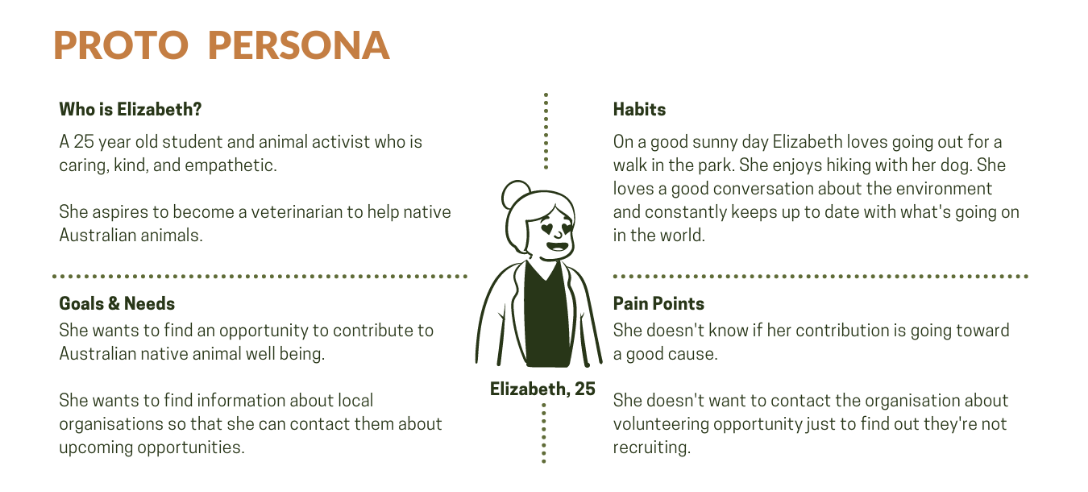 PROTO PERSONA
Who is Elizabeth?
A 25 year old student and animal activist who is
caring, kind, and empathetic.
She aspires to become a veterinarian to help native
Australian animals.
Habits
On a good sunny day Elizabeth loves going out for a
walk in the park. She enjoys hiking with her dog. She
loves a good conversation about the environment
and constantly keeps up to date with what's going on
in the world.
Goals & Needs
She wants to find an opportunity to contribute to
Australian native animal well being.
She wants to find information about local
organisations so that she can contact them about
upcoming opportunities.
Elizabeth, 25
Pain Points
She doesn't know if her contribution is going toward
a good cause.
She doesn't want to contact the organisation about
volunteering opportunity just to find out they're not
recruiting.